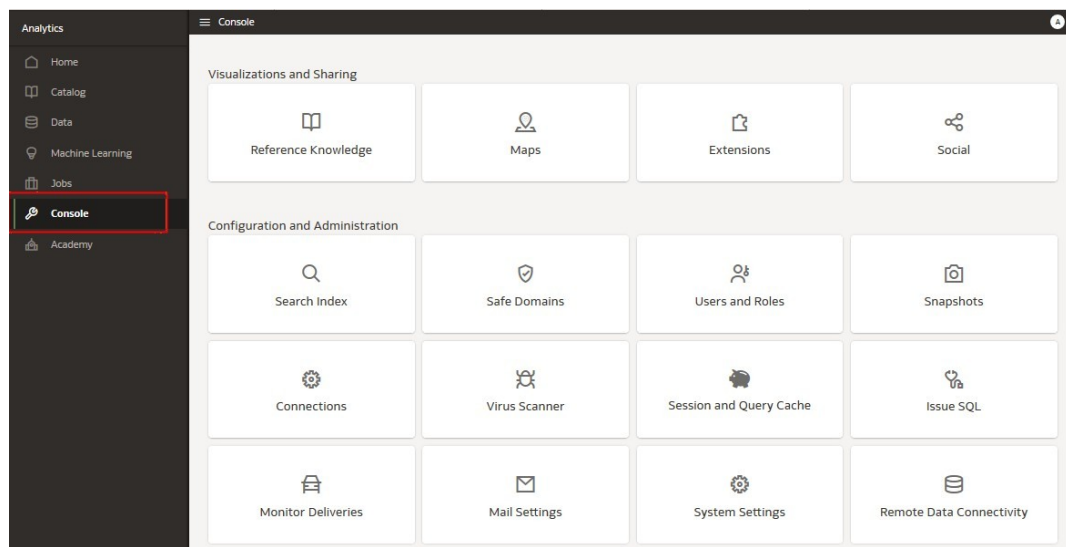 Analytics
Console
A
Home
Catalog
Data
Machine Learning
Jobs
Console
Academy
Visualizations and Sharing
Reference Knowledge
Maps
Extensions
Social
Configuration and Administration
Search Index
Safe Domains
Users and Roles
Snapshots
Connections
Virus Scanner
Session and Query Cache
Issue SQL
Monitor Deliveries
Mail Settings
System Settings
Remote Data Connectivity